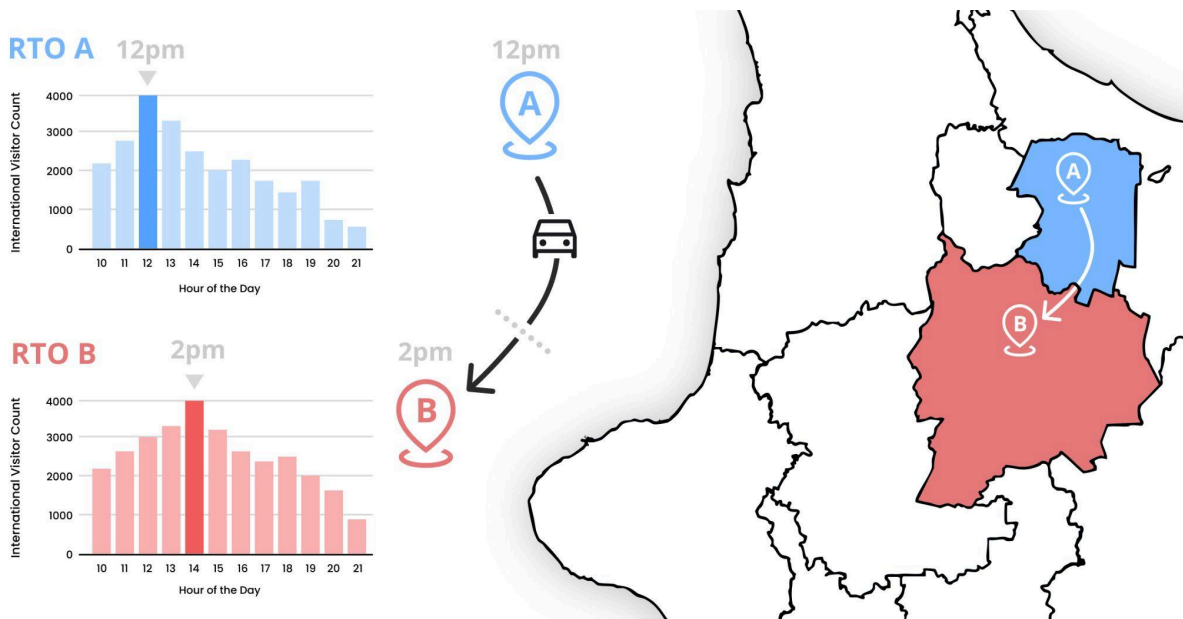 RTO A
12pm
International Visitor Count
4000
3000
2000
1000
0
10 11 12 13 14 15 16 17 18 19 20 21
Hour of the Day
12pm
A
2pm
B
RTO B
2pm
International Visitor Count
4000
3000
2000
1000
0
10 11 12 13 14 15 16 17 18 19 20 21
Hour of the Day
A
B